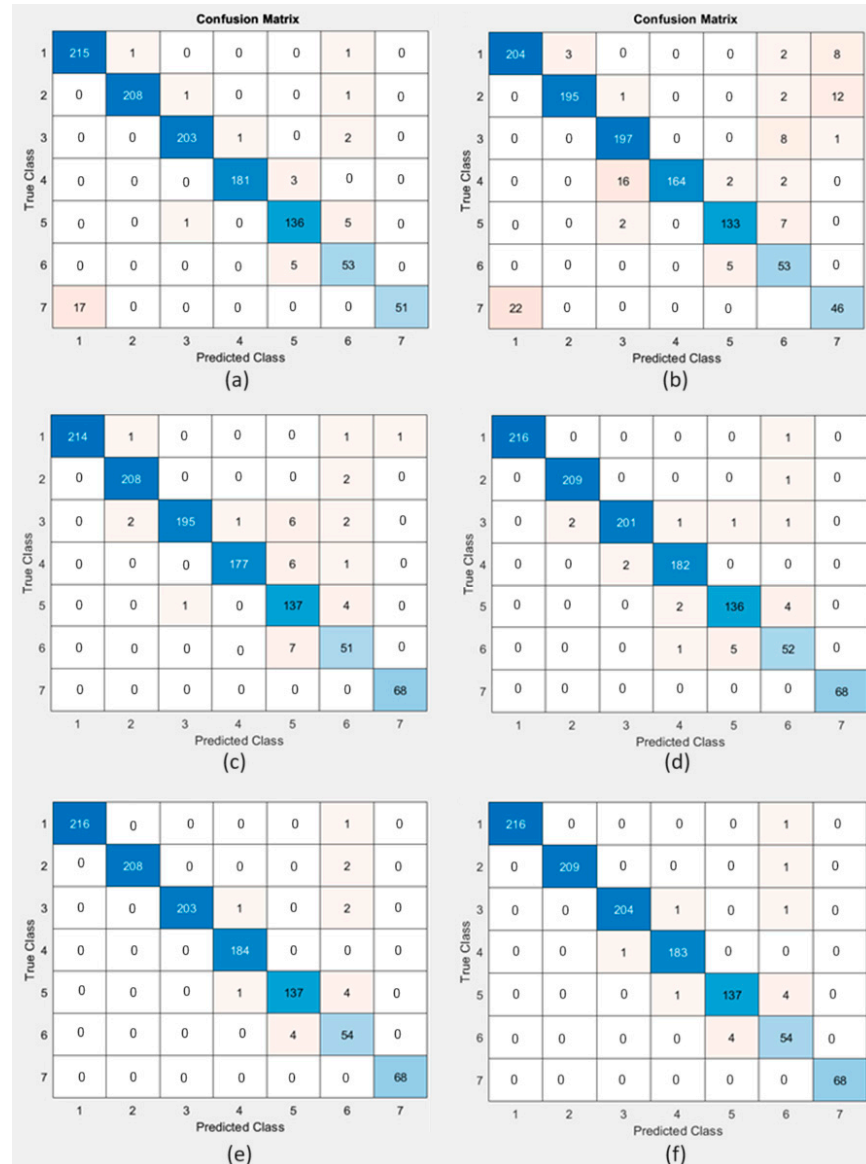 Confusion Matrix
1 215 1 0 0 0 1 0
2 0 208 1 0 0 1 0
3 0 0 203 1 0 2 0
4 0 0 0 181 3 0 0
5 0 0 1 0 136 5 0
6 0 0 0 0 5 53 0
7 17 0 0 0 0 0 51
True Class
1 2 3 4 5 6 7
Predicted Class
(a)
Confusion Matrix
1 204 3 0 0 0 2 8
2 0 195 1 0 0 2 12
3 0 0 197 0 0 8 1
4 0 0 16 164 2 2 0
5 0 0 2 0 133 7 0
6 0 0 0 0 5 53 0
7 22 0 0 0 0 46
True Class
1 2 3 4 5 6 7
Predicted Class
(b)
1 214 1 0 0 0 1 1
2 0 208 0 0 0 2 0
3 0 2 195 1 6 2 0
4 0 0 0 177 6 1 0
5 0 0 1 0 137 4 0
6 0 0 0 0 7 51 0
7 0 0 0 0 0 0 68
True Class
1 2 3 4 5 6 7
Predicted Class
(c)
1 216 0 0 0 0 1 0
2 0 209 0 0 0 1 0
3 0 2 201 1 1 1 0
4 0 0 2 182 0 0 0
5 0 0 0 2 136 4 0
6 0 0 0 1 5 52 0
7 0 0 0 0 0 0 68
True Class
1 2 3 4 5 6 7
Predicted Class
(d)
1 216 0 0 0 0 1 0
2 0 208 0 0 0 2 0
3 0 0 203 1 0 2 0
4 0 0 0 184 0 0 0
5 0 0 0 1 137 4 0
6 0 0 0 0 4 54 0
7 0 0 0 0 0 0 68
True Class
1 2 3 4 5 6 7
Predicted Class
(e)
1 216 0 0 0 0 1 0
2 0 209 0 0 0 1 0
3 0 0 204 1 0 1 0
4 0 0 1 183 0 0 0
5 0 0 0 1 137 4 0
6 0 0 0 0 4 54 0
7 0 0 0 0 0 0 68
True Class
1 2 3 4 5 6 7
Predicted Class
(f)